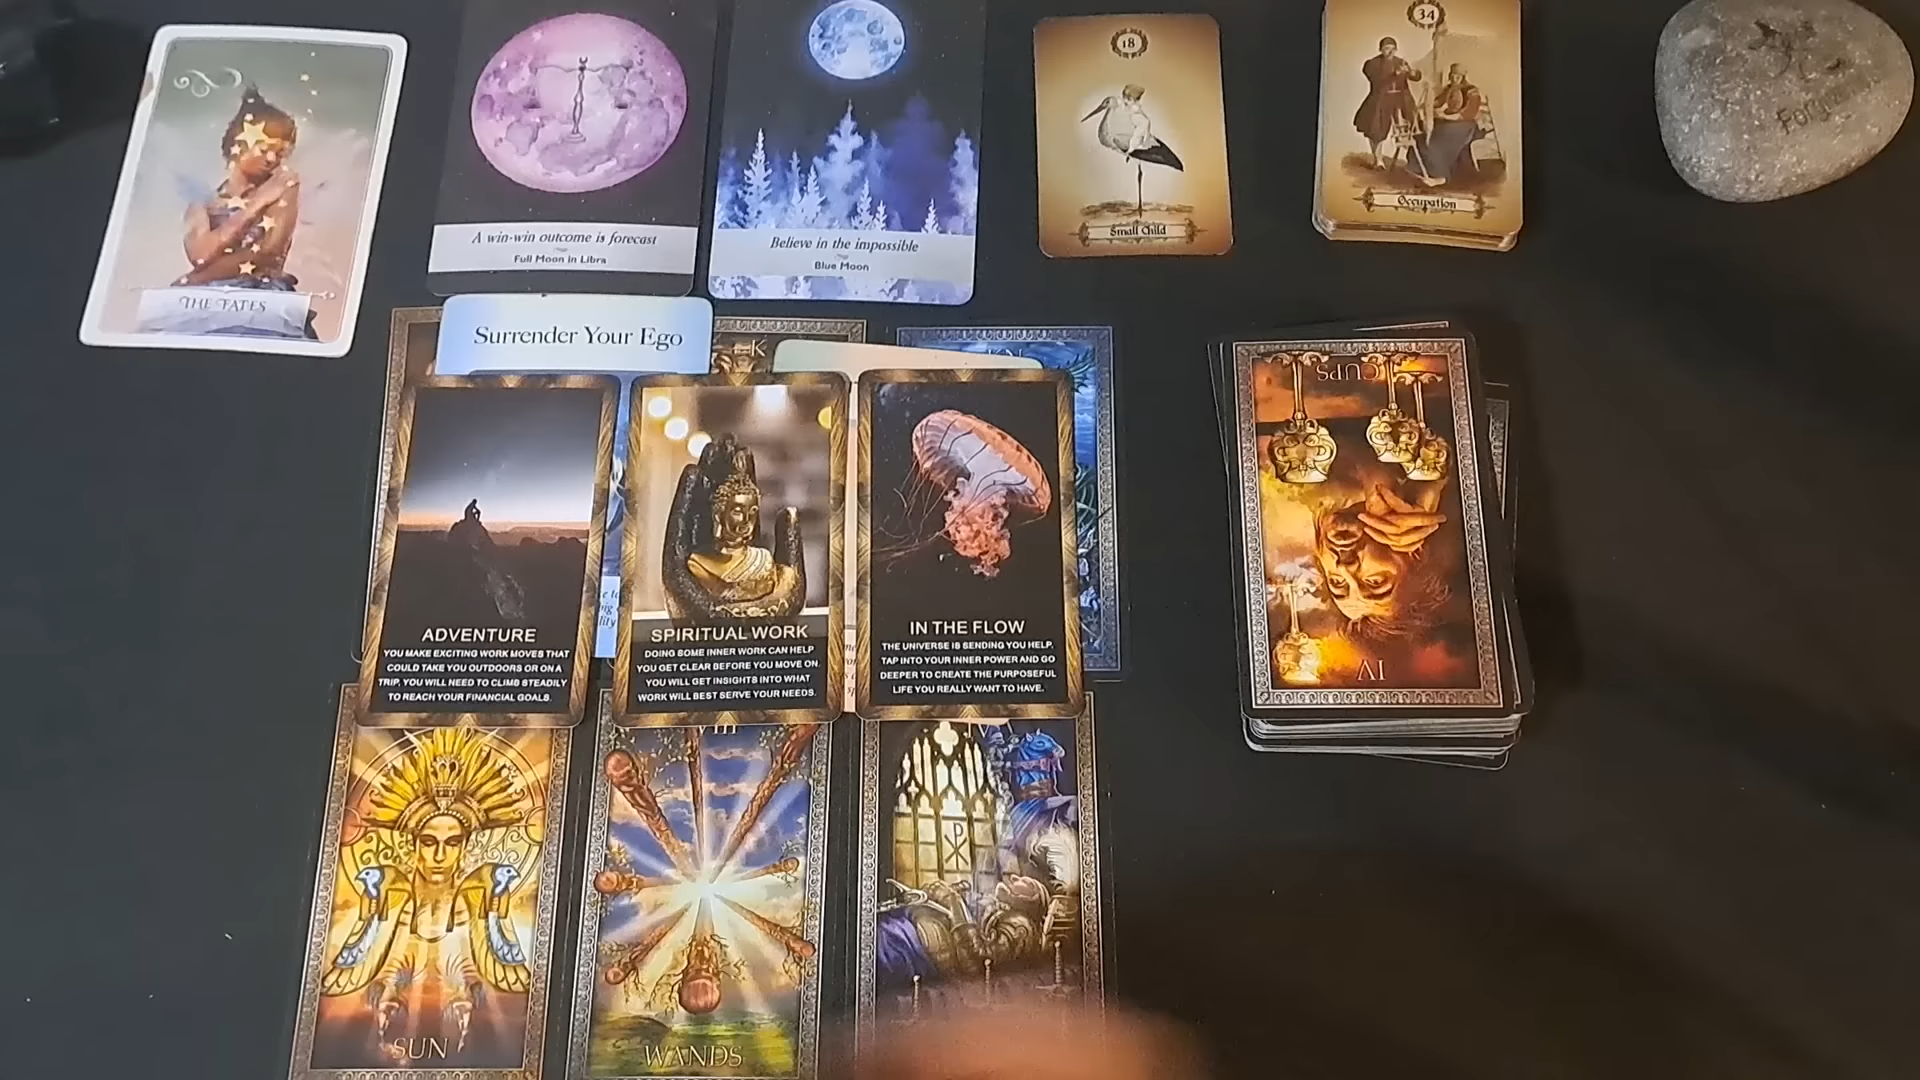 THE FATES
A win-win outcome is forecast
Full Moon in Libra
Believe in the impossible
Blue Moon
18
Small Child
34
Occupation
Surrender Your Ego
K
CUPS
IV
ADVENTURE
YOU MAKE EXCITING WORK MOVES THAT
COULD TAKE YOU OUTDOORS OR ON A
TRIP. YOU WILL NEED TO CLIMB STEADILY
TO REACH YOUR FINANCIAL GOALS.
SPIRITUAL WORK
DOING SOME INNER WORK CAN HELP
YOU GET CLEAR BEFORE YOU MOVE ON.
YOU WILL GET INSIGHTS INTO WHAT
WORK WILL BEST SERVE YOUR NEEDS.
IN THE FLOW
THE UNIVERSE IS SENDING YOU HELP.
TAP INTO YOUR INNER POWER AND GO
DEEPER TO CREATE THE PURPOSEFUL
LIFE YOU REALLY WANT TO HAVE.
VIII
SUN
WANDS